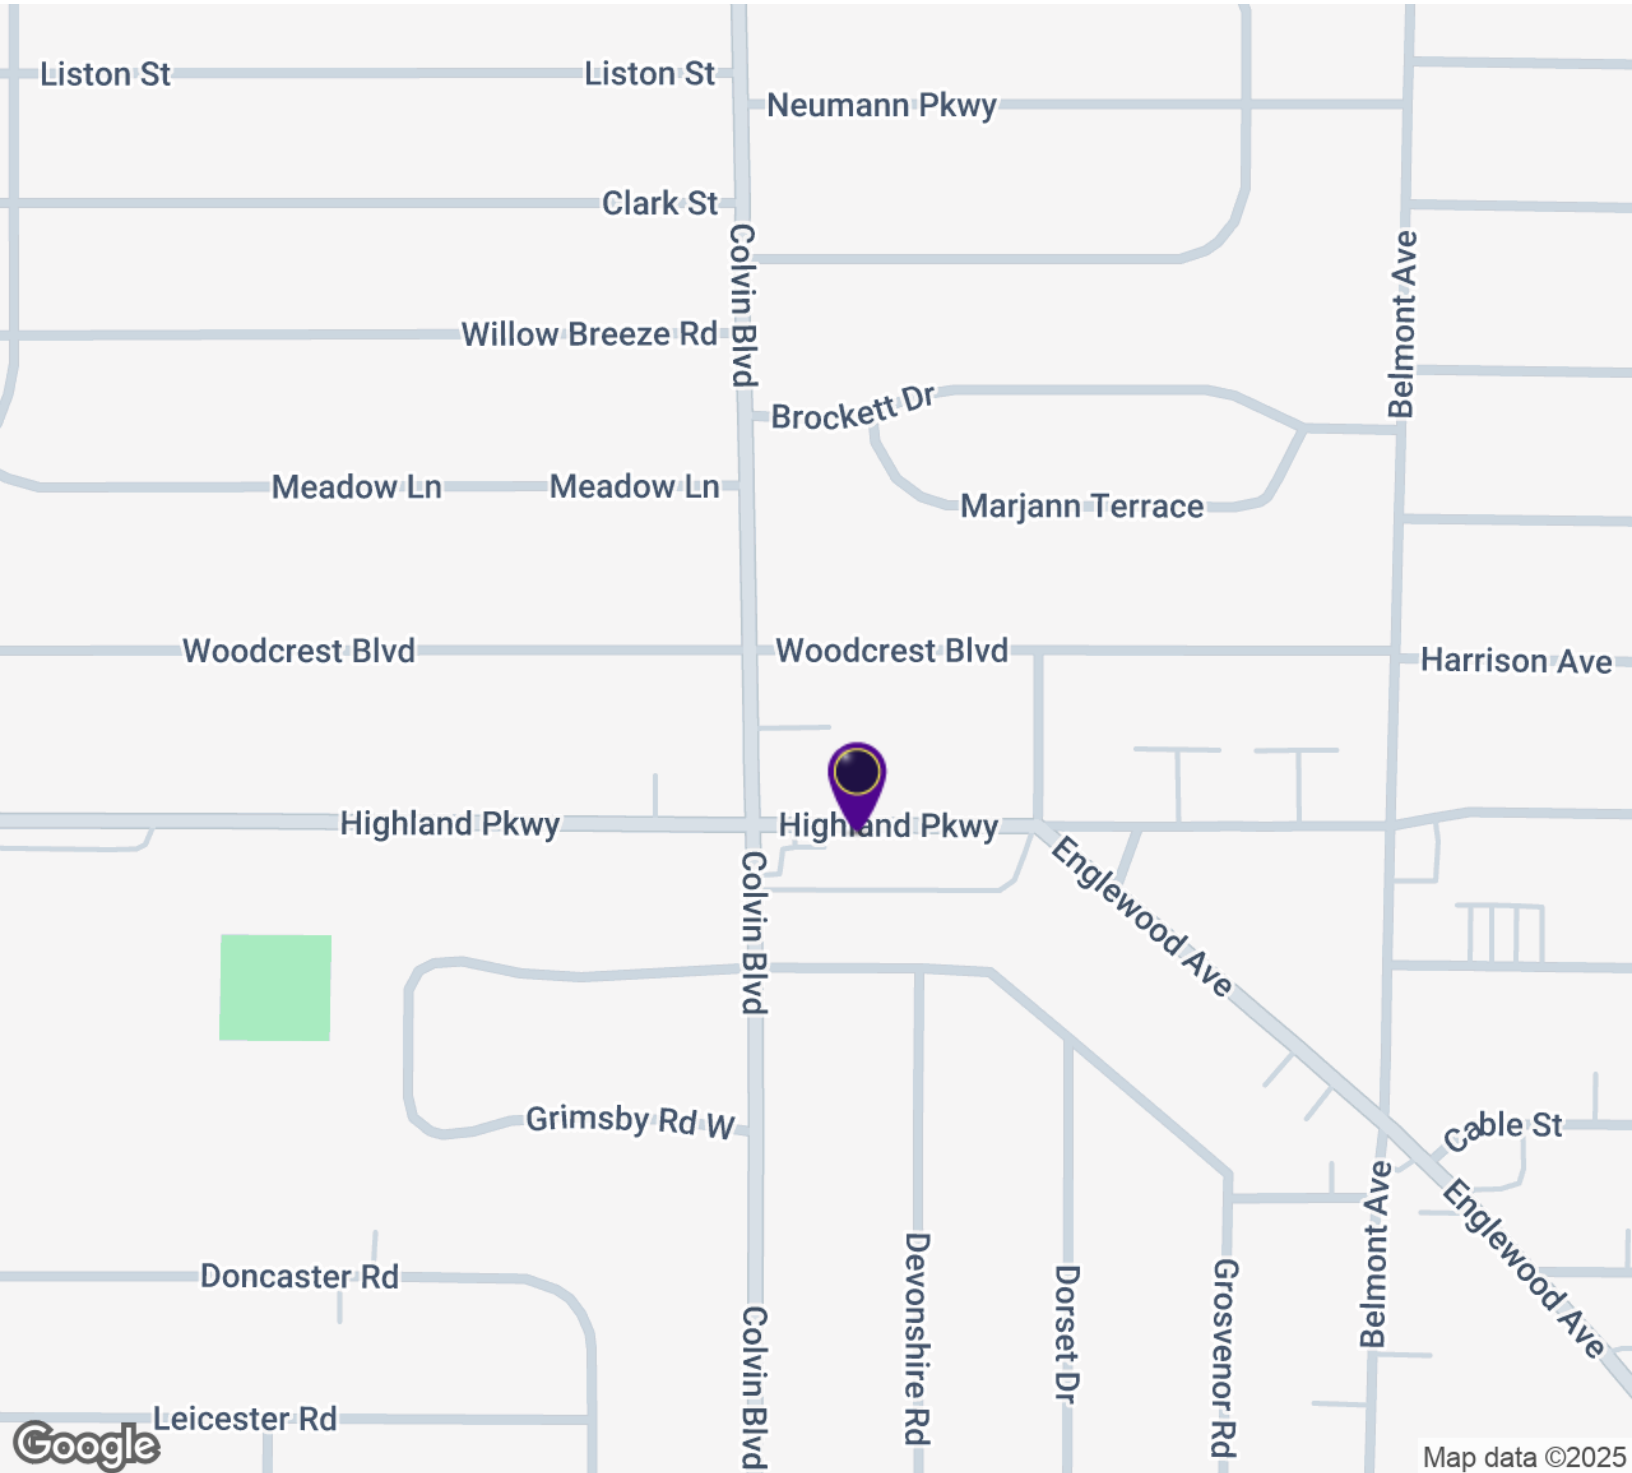 Liston St
Liston St
Neumann Pkwy
Clark St
Colvin Blvd
Belmont Ave
Willow Breeze Rd
Brockett Dr
Meadow Ln
Meadow Ln
Marjann Terrace
Woodcrest Blvd
Woodcrest Blvd
Harrison Ave
Highland Pkwy
Highland Pkwy
Englewood Ave
Colvin Blvd
Grimsby Rd W
Cable St
Belmont Ave
Englewood Ave
Devonshire Rd
Dorset Dr
Grosvenor Rd
Doncaster Rd
Colvin Blvd
Leicester Rd
Google
Map data ©2025